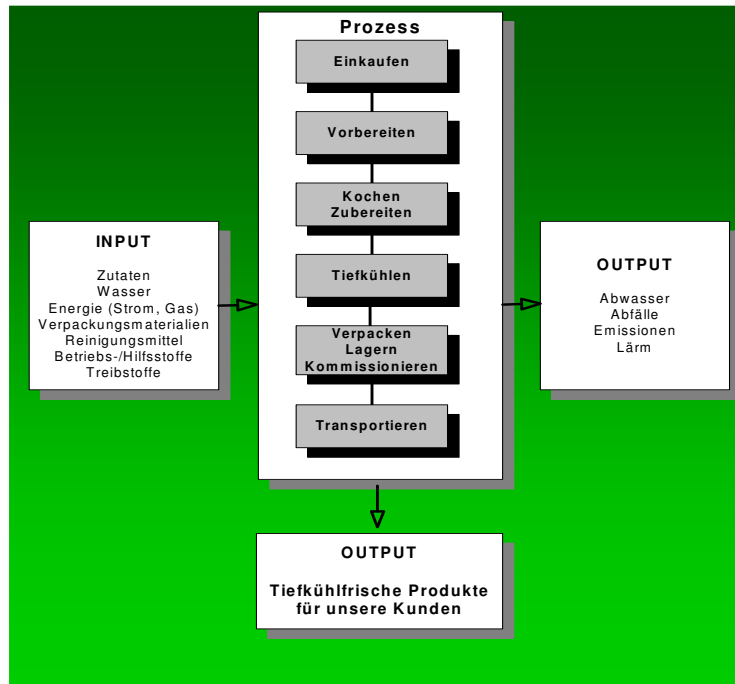 Prozess
Einkaufen
Vorbereiten
Kochen
Zubereiten
Tiefkühlen
Verpacken
Lagern
Kommissionieren
Transportieren
INPUT
Zutaten
Wasser
Energie (Strom, Gas)
Verpackungsmaterialien
Reinigungsmittel
Betriebs-/Hilfsstoffe
Treibstoffe
OUTPUT
Abwasser
Abfälle
Emissionen
Lärm
OUTPUT
Tiefkühlfrische Produkte
für unsere Kunden